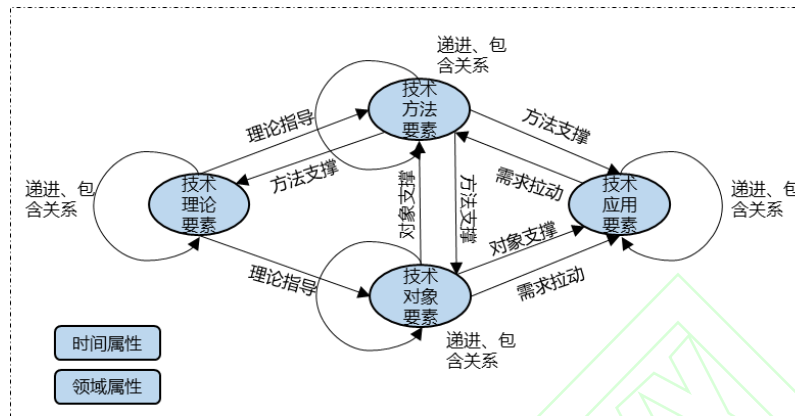 递进、包
含关系
技术
方法
要素
理论指导
方法支撑
方法支撑
需求拉动
递进、包
含关系
技术
理论
要素
对象支撑
方法支撑
技术
应用
要素
递进、包
含关系
对象支撑
需求拉动
理论指导
技术
对象
要素
递进、包
含关系
时间属性
领域属性